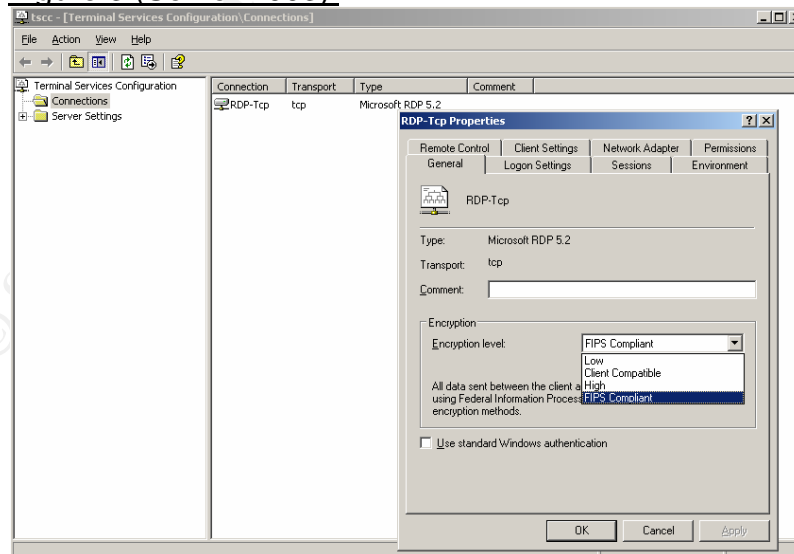 tscc - [Terminal Services Configuration\Connections]
File Action View Help
Terminal Services Configuration
Connections
Server Settings
Connection Transport Type Comment
RDP-Tcp tcp Microsoft RDP 5.2
RDP-Tcp Properties
Remote Control Client Settings Network Adapter Permissions
General Logon Settings Sessions Environment
RDP-Tcp
Type: Microsoft RDP 5.2
Transport: tcp
Comment:
Encryption
Encryption level: FIPS Compliant
Low
Client Compatible
High
FIPS Compliant
All data sent between the client a
using Federal Information Process
encryption methods.
Use standard Windows authentication
OK Cancel Apply